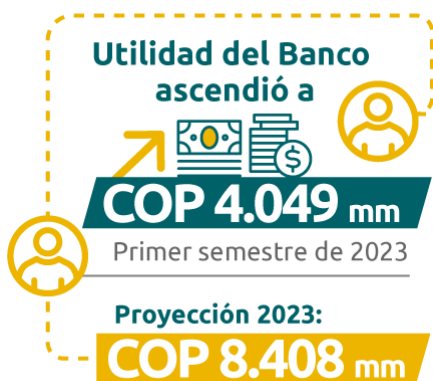 Utilidad del Banco
ascendió a
$
COP 4.049 mm
Primer semestre de 2023
Proyección 2023:
COP 8.408 mm